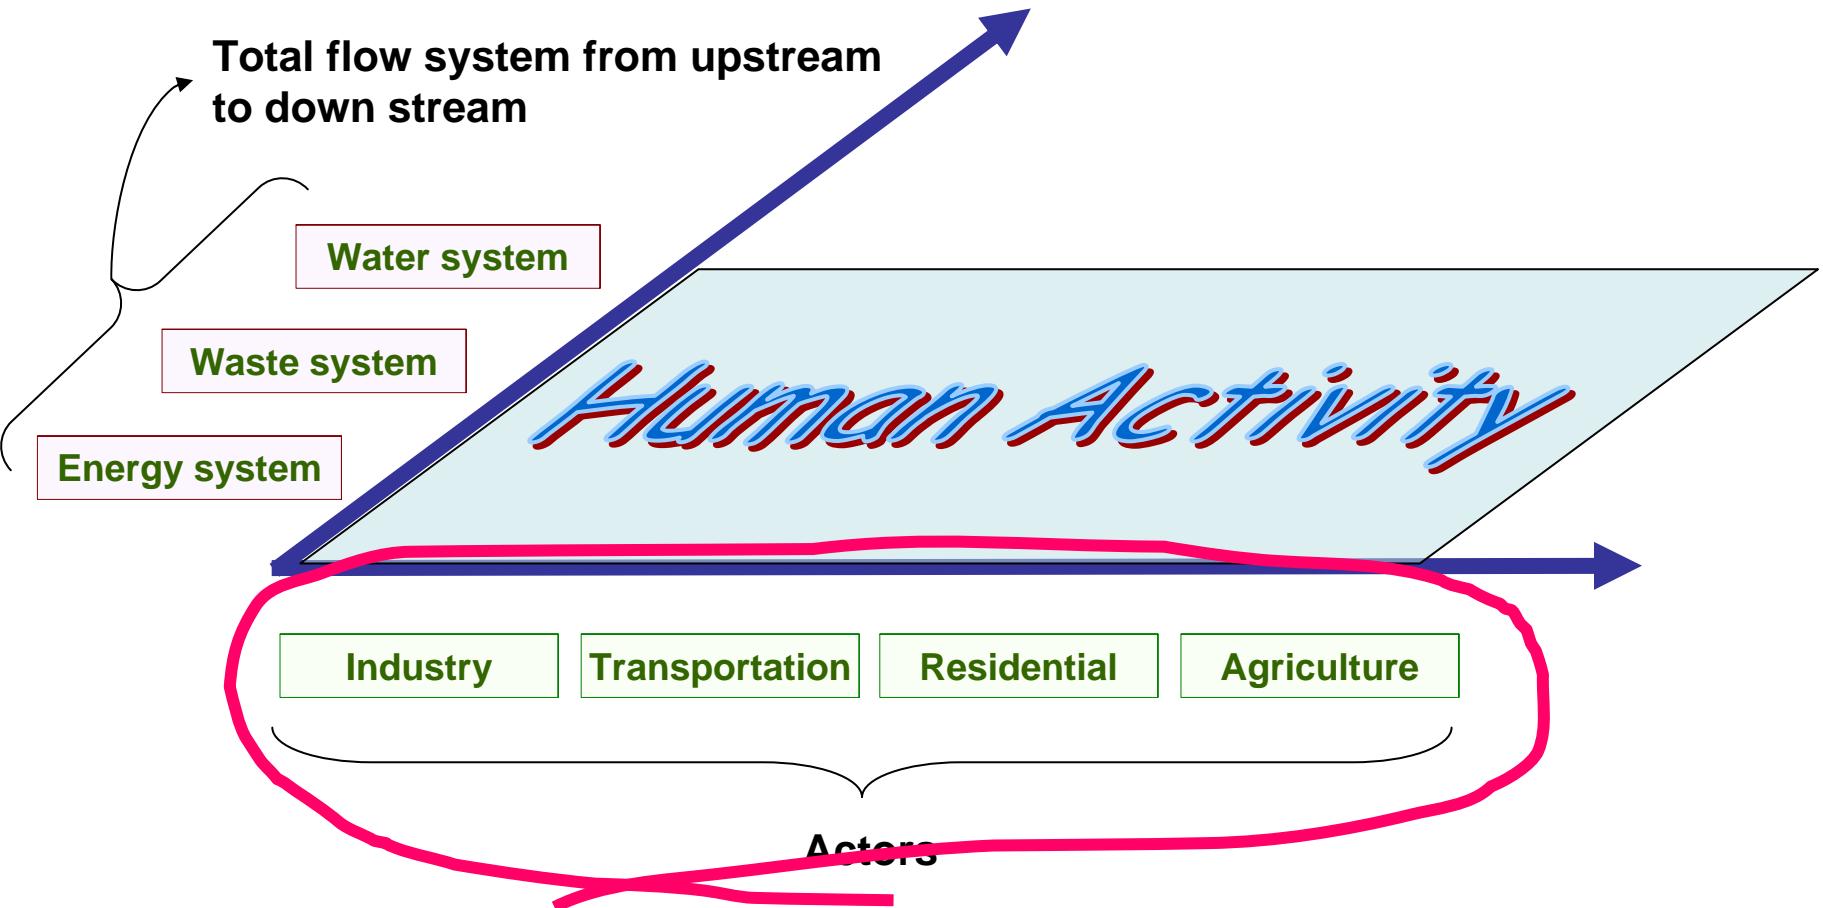 Total flow system from upstream
to down stream
Water system
Waste system
Energy system
Human Activity
Industry
Transportation
Residential
Agriculture
Actors